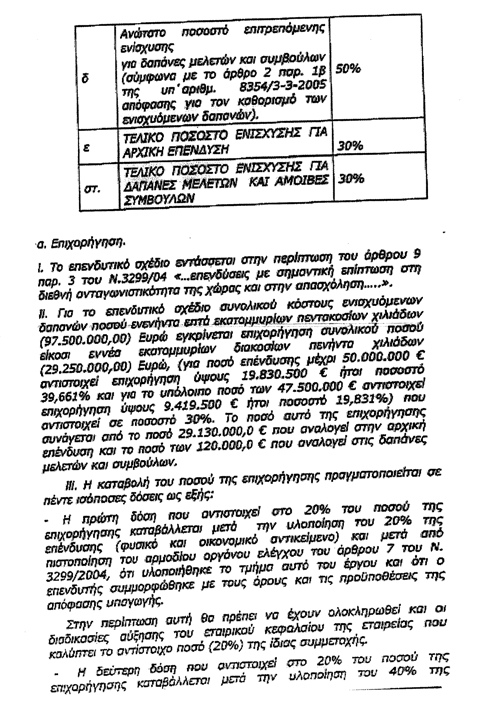 Ανώτατο ποσοστό επιτρεπόμενης
ενίσχυσης
για δαπάνες μελετών και συμβούλων
(σύμφωνα με το άρθρο 2 παρ. 1β
της υπ΄αριθμ. 8354/3-3-2005
απόφασης για τον καθορισμό των
ενισχυόμενων δαπανών).
δ
50%
ε
ΤΕΛΙΚΟ ΠΟΣΟΣΤΟ ΕΝΙΣΧΥΣΗΣ ΓΙΑ
ΑΡΧΙΚΗ ΕΠΕΝΔΥΣΗ
30%
στ.
ΤΕΛΙΚΟ ΠΟΣΟΣΤΟ ΕΝΙΣΧΥΣΗΣ ΓΙΑ
ΔΑΠΑΝΕΣ ΜΕΛΕΤΩΝ ΚΑΙ ΑΜΟΙΒΕΣ
ΣΥΜΒΟΥΛΩΝ
30%
α. Επιχορήγηση.
Ι. Το επενδυτικό σχέδιο εντάσσεται στην περίπτωση του άρθρου 9
παρ. 3 του Ν.3299/04 «...επενδύσεις με σημαντική επίπτωση στη
διεθνή ανταγωνιστικότητα της χώρας και στην απασχόληση.....».
ΙΙ. Για το επενδυτικό σχέδιο συνολικού κόστους ενισχυόμενων
δαπανών ποσού ενενήντα επτά εκατομμυρίων πεντακοσίων χιλιάδων
(97.500.000,00) Ευρώ εγκρίνεται επιχορήγηση συνολικού ποσού
είκοσι εννέα εκατομμυρίων διακοσίων πενήντα χιλιάδων
(29.250.000,00) Ευρώ, (για ποσό επένδυσης μέχρι 50.000.000 €
αντιστοιχεί επιχορήγηση ύψους 19.830.500 € ήτοι ποσοστό
39,661% και για το υπόλοιπο ποσό των 47.500.000 € αντιστοιχεί
επιχορήγηση ύψους 9.419.500 € ήτοι ποσοστό 19,831%) που
αντιστοιχεί σε ποσοστό 30%. Το ποσό αυτό της επιχορήγησης
συνάγεται από το ποσό 29.130.000,0 € που αναλογεί στην αρχική
επένδυση και το ποσό των 120.000,0 € που αναλογεί στις δαπάνες
μελετών και συμβούλων.
ΙΙΙ. Η καταβολή του ποσού της επιχορήγησης πραγματοποιείται σε
πέντε ισόποσες δόσεις ως εξής:
- Η πρώτη δόση που αντιστοιχεί στο 20% του ποσού της
επιχορήγησης καταβάλλεται μετά την υλοποίηση του 20% της
επένδυσης (φυσικό και οικονομικό αντικείμενο) και μετά από
πιστοποίηση του αρμοδίου οργάνου ελέγχου του άρθρου 7 του Ν.
3299/2004, ότι υλοποιήθηκε το τμήμα αυτό του έργου και ότι ο
επενδυτής συμμορφώθηκε με τους όρους και τις προϋποθέσεις της
απόφασης υπαγωγής.
Στην περίπτωση αυτή θα πρέπει να έχουν ολοκληρωθεί και οι
διαδικασίες αύξησης του εταιρικού κεφαλαίου της εταιρείας που
καλύπτει το αντίστοιχο ποσό (20%) της ίδιας συμμετοχής.
- Η δεύτερη δόση που αντιστοιχεί στο 20% του ποσού της
επιχορήγησης καταβάλλεται μετά την υλοποίηση του 40% της